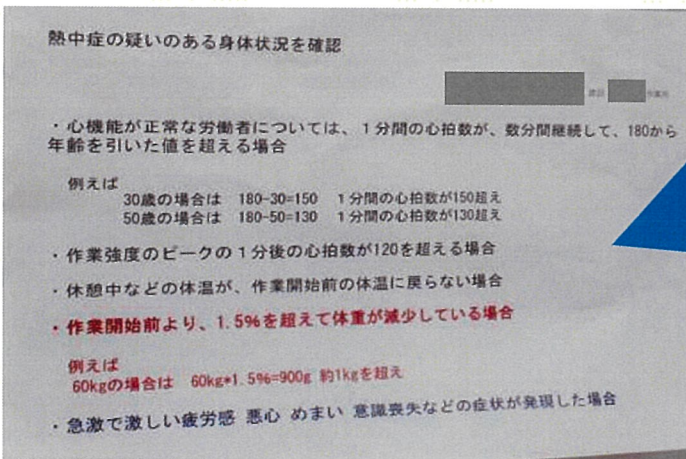 熱中症の疑いのある身体状況を確認
・心機能が正常な労働者については、1分間の心拍数が、数分間継続して、180から
年齢を引いた値を超える場合
例えば
30歳の場合は 180-30=150 1分間の心拍数が150超え
50歳の場合は 180-50=130 1分間の心拍数が130超え
・作業強度のピークの1分後の心拍数が120を超える場合
・休憩中などの体温が、作業開始前の体温に戻らない場合
・作業開始前より、1.5%を超えて体重が減少している場合
例えば
60kgの場合は 60kg*1.5%=900g 約1kgを超え
・急激で激しい疲労感 悪心 めまい 意識喪失などの症状が発現した場合